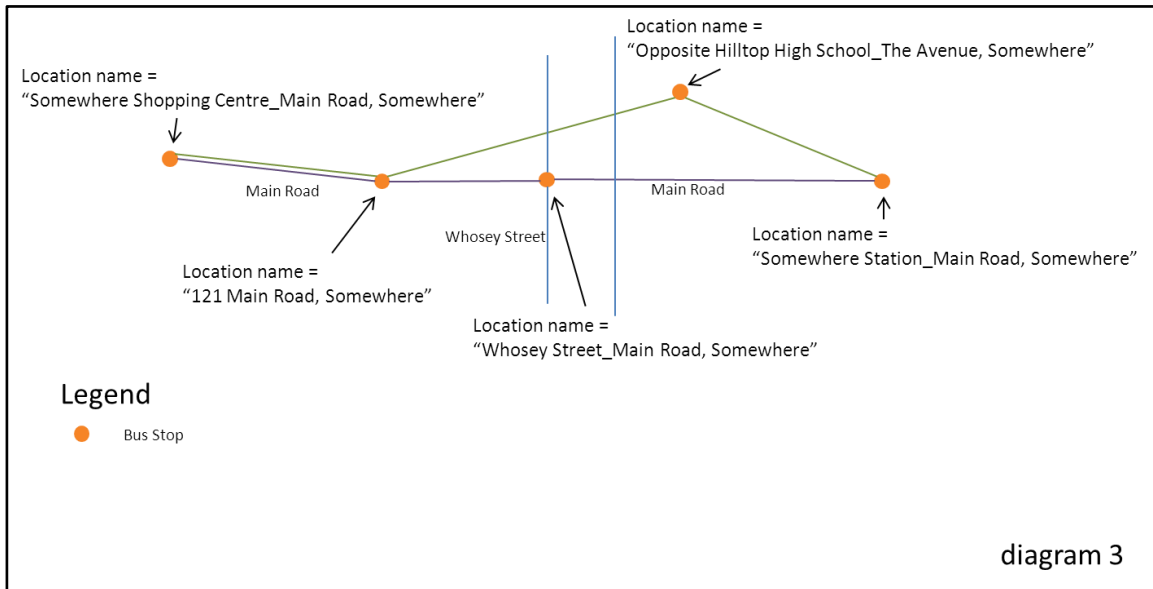 Location name =
“Opposite Hilltop High School_The Avenue, Somewhere”
Location name =
“Somewhere Shopping Centre_Main Road, Somewhere”
Main Road
Main Road
Whosey Street
Location name =
“Somewhere Station_Main Road, Somewhere”
Location name =
“121 Main Road, Somewhere”
Location name =
“Whosey Street_Main Road, Somewhere”
Legend
Bus Stop
diagram 3